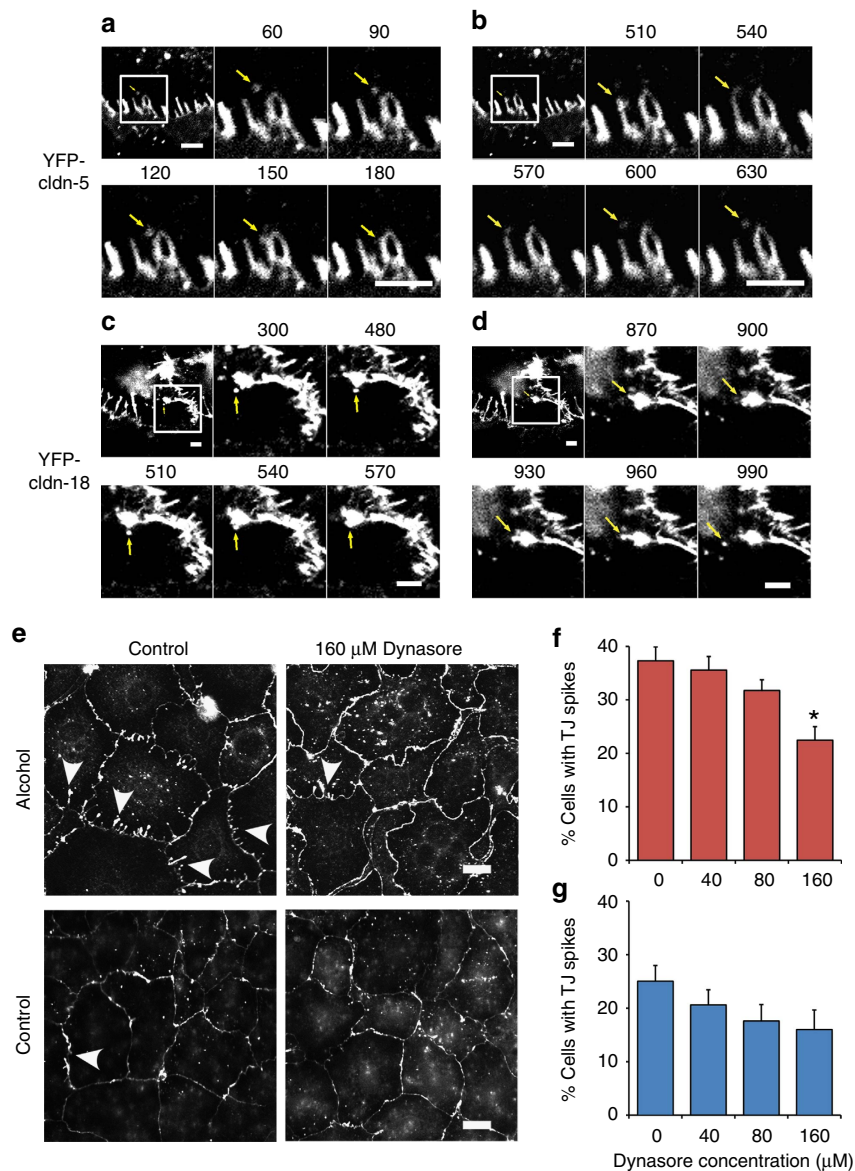 a
60
90
120
150
180
YFP-
cldn-5
b
510
540
570
600
630
c
300
480
510
540
570
YFP-
cldn-18
d
870
900
930
960
990
e
Control
160 μM Dynasore
Alcohol
Control
f
40
30
20
10
0
% Cells with TJ spikes
*
0
40
80
160
g
40
30
20
10
0
% Cells with TJ spikes
0
40
80
160
Dynasore concentration (μM)